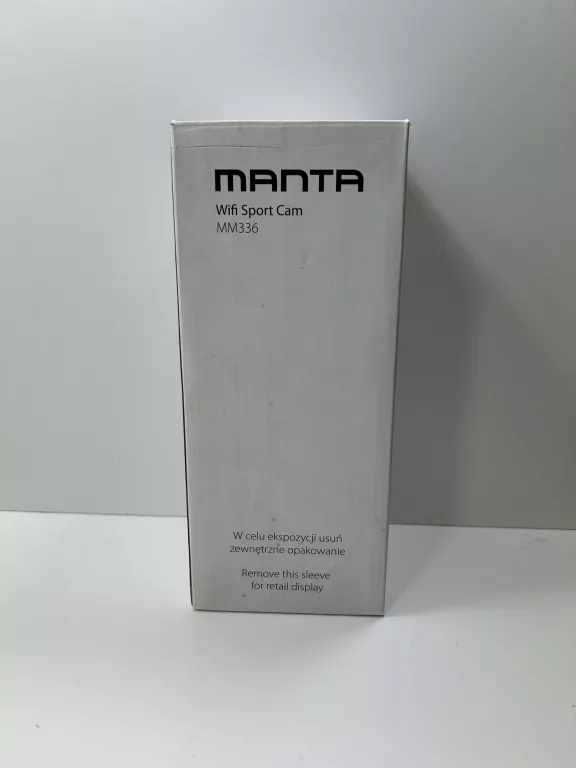 MANTA
Wifi Sport Cam
MM336
W celu ekspozycji usuń
zewnętrzne opakowanie
Remove this sleeve
for retail display